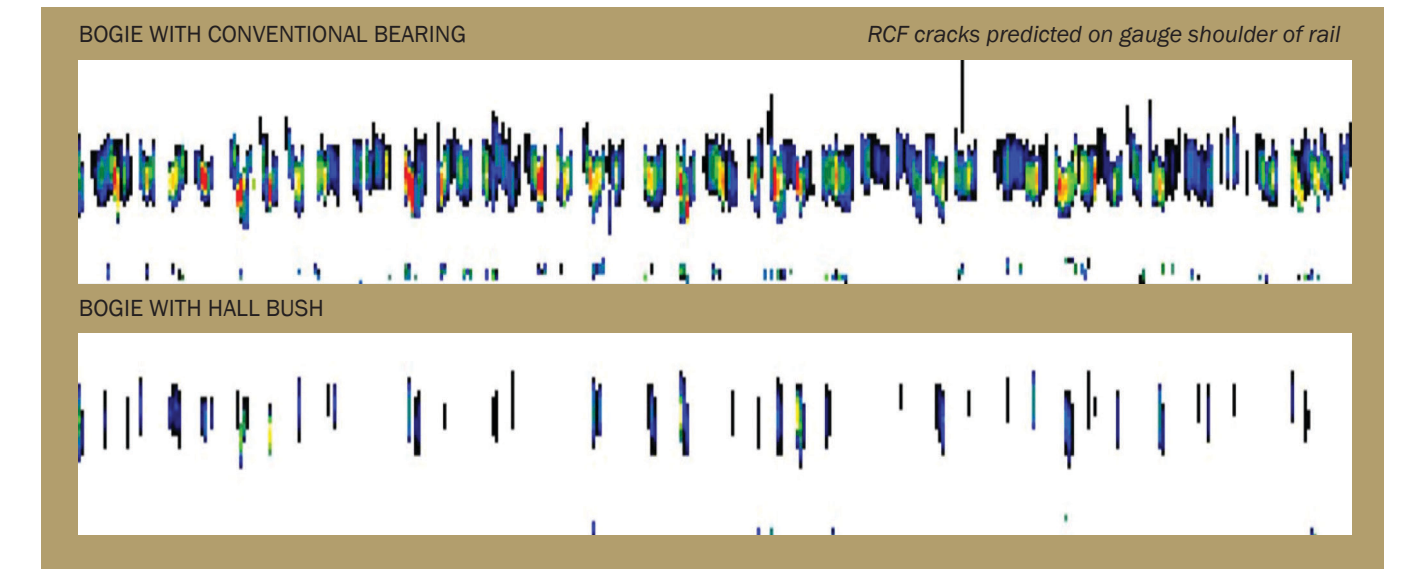 BOGIE WITH CONVENTIONAL BEARING
RCF cracks predicted on gauge shoulder of rail
BOGIE WITH HALL BUSH